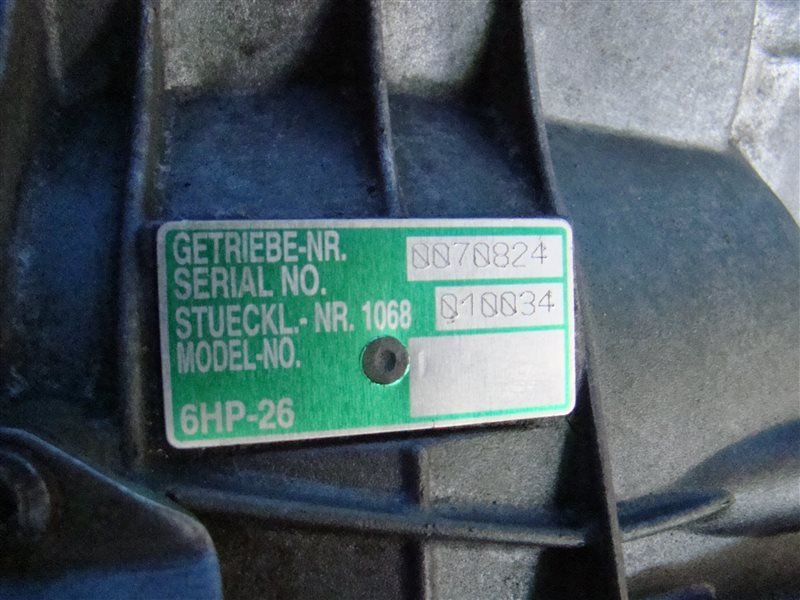 GETRIEBE-NR. 0070824
SERIAL NO.
STUECKL.- NR. 1068 010034
MODEL-NO.
6HP-26